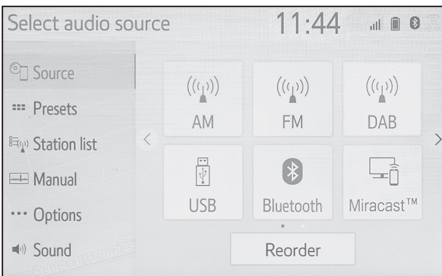 Select audio source 11:44
Source
Presets
Station list
Manual
Options
Sound
AM FM DAB
USB Bluetooth Miracast™
Reorder